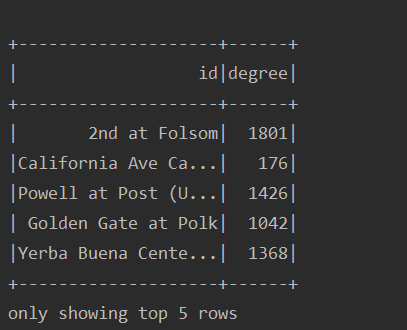 +--------------------+------+
|                  id|degree|
+--------------------+------+
|       2nd at Folsom|  1801|
|California Ave Ca...|   176|
|Powell at Post (U...|  1426|
| Golden Gate at Polk|  1042|
|Yerba Buena Cente...|  1368|
+--------------------+------+
only showing top 5 rows